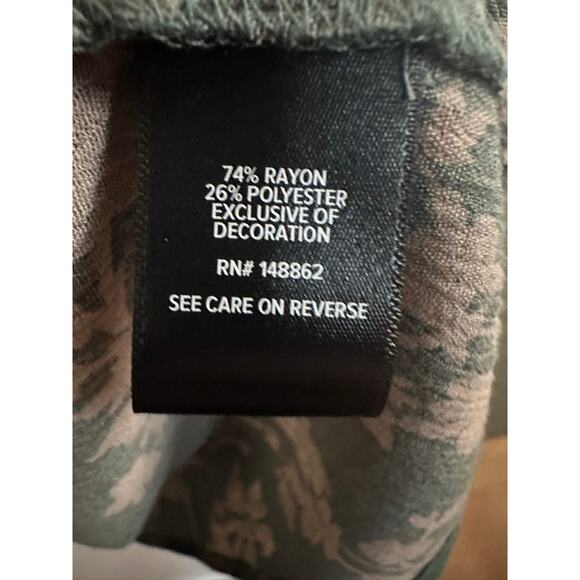 74% RAYON
26% POLYESTER
EXCLUSIVE OF
DECORATION
RN# 148862
SEE CARE ON REVERSE